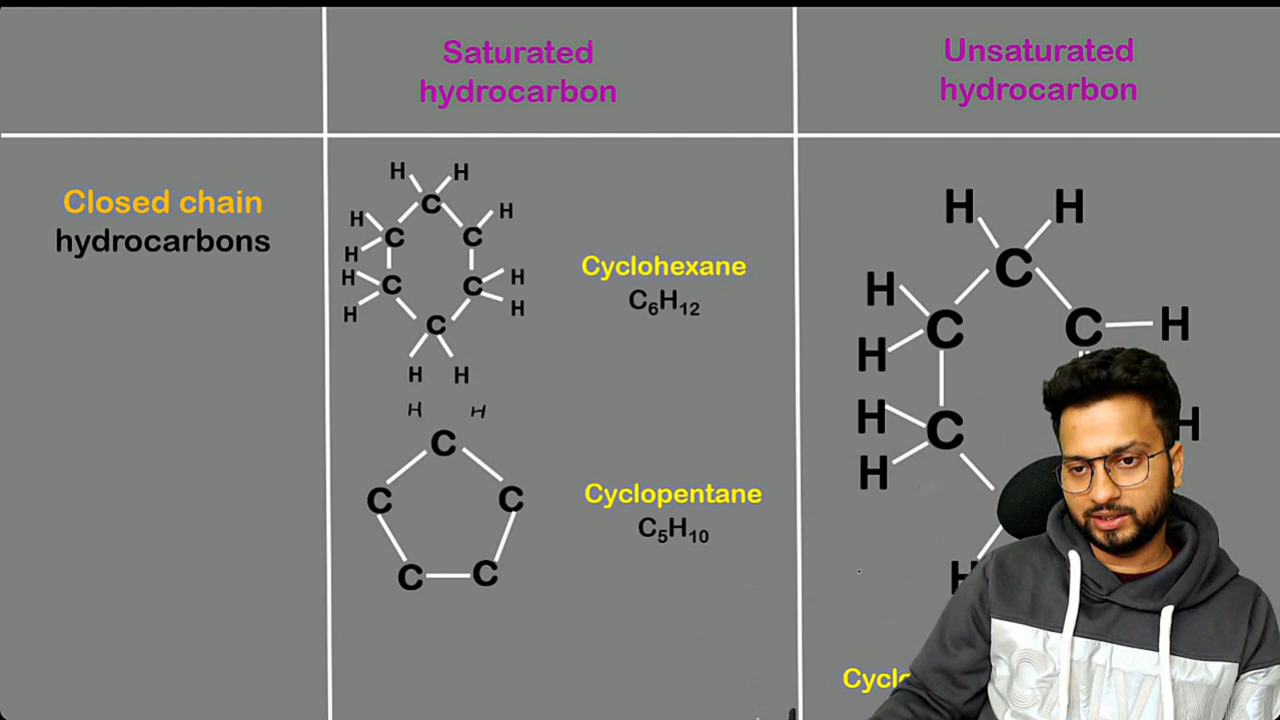 Saturated
hydrocarbon
Unsaturated
hydrocarbon
Closed chain
hydrocarbons
H H
H C H
H C C
H
H C C H
H H
C
H H
H H
C
C C
C C
Cyclohexane
C₆H₁₂
Cyclopentane
C₅H₁₀
H H
C
H C C H
H
H C H
H
H